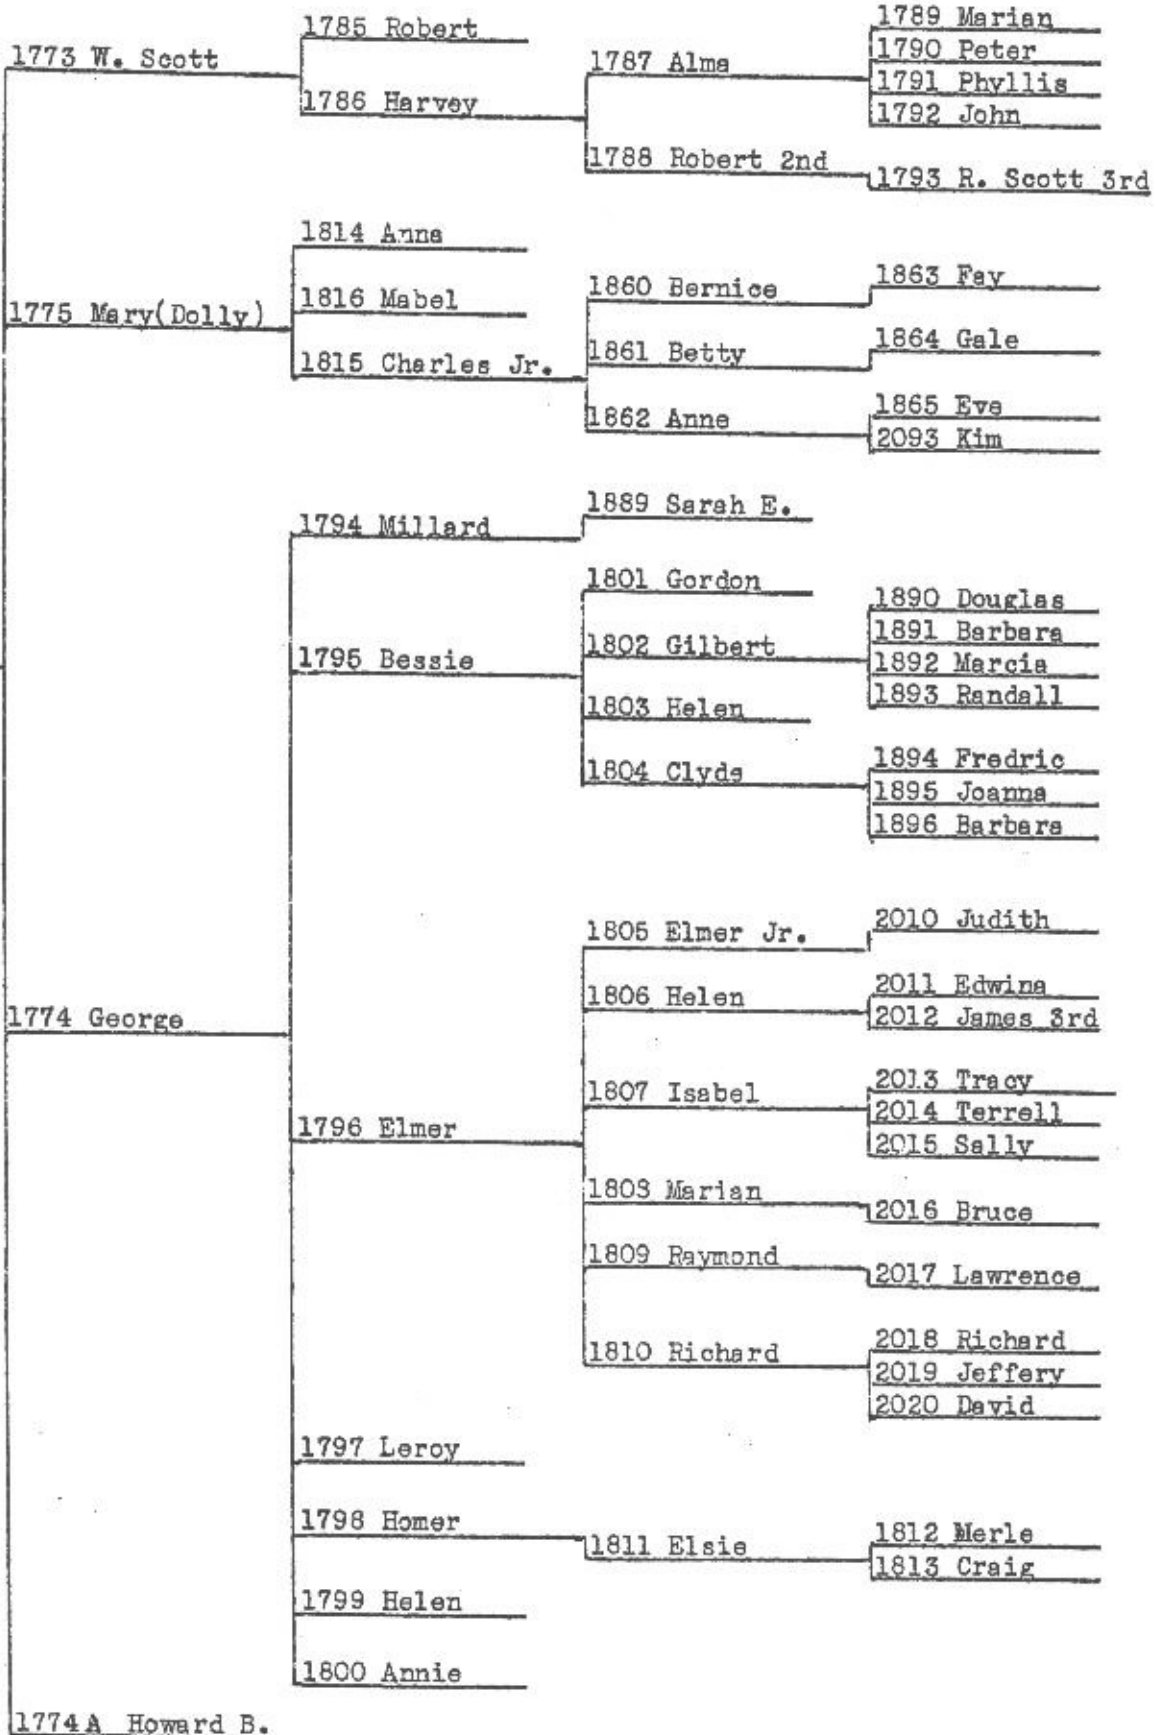 1773 W. Scott
1785 Robert
1786 Harvey
1787 Alma
1788 Robert 2nd
1789 Marian
1790 Peter
1791 Phyllis
1792 John
1793 R. Scott 3rd
1775 Mary(Dolly)
1814 Anna
1816 Mabel
1815 Charles Jr.
1860 Bernice
1861 Betty
1862 Anne
1863 Fay
1864 Gale
1865 Eve
2093 Kim
1774 George
1794 Millard
1889 Sarah E.
1795 Bessie
1801 Gordon
1802 Gilbert
1803 Helen
1804 Clyde
1890 Douglas
1891 Barbara
1892 Marcia
1893 Randall
1894 Fredric
1895 Joanna
1896 Barbara
1796 Elmer
1805 Elmer Jr.
1806 Helen
1807 Isabel
1808 Marian
1809 Raymond
1810 Richard
2010 Judith
2011 Edwina
2012 James 3rd
2013 Tracy
2014 Terrell
2015 Sally
2016 Bruce
2017 Lawrence
2018 Richard
2019 Jeffery
2020 David
1797 Leroy
1798 Homer
1811 Elsie
1812 Merle
1813 Craig
1799 Helen
1800 Annie
1774A Howard B.